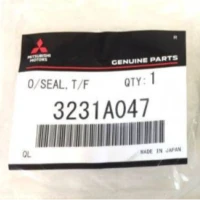 MITSUBISHI
MOTORS
GENUINE PARTS
O/SEAL,T/F QTY:1
3231A047
QL MADE IN JAPAN